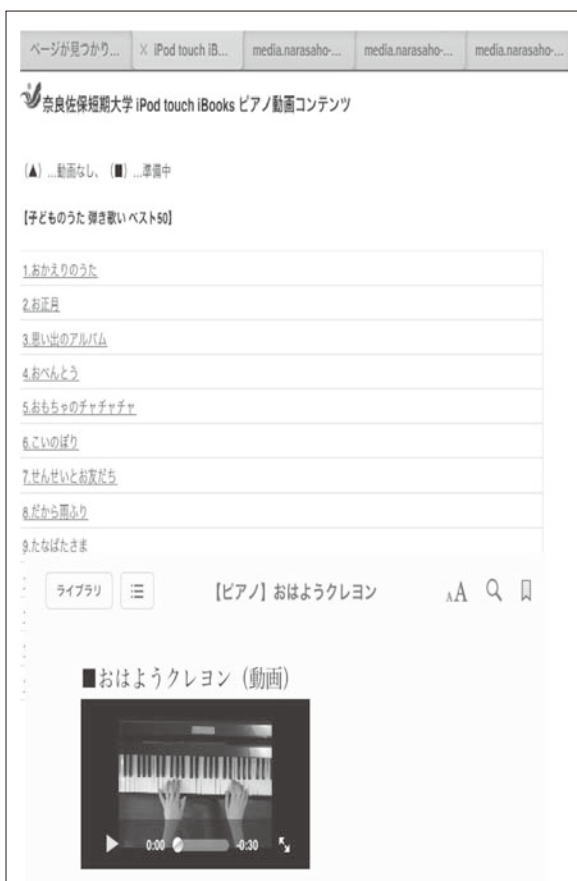 ページが見つかり...
× iPod touch iB...
media.narasaho-...
media.narasaho-...
media.narasaho-...
奈良佐保短期大学 iPod touch iBooks ピアノ動画コンテンツ
(▲) ...動画なし、(■) ...準備中
【子どものうた 弾き歌い ベスト50】
1.おかえりのうた
2.お正月
3.思い出のアルバム
4.おべんとう
5.おもちゃのチャチャチャ
6.こいのぼり
7.せんせいとお友だち
8.だから雨ふり
9.たなばたさま
ライブラリ
【ピアノ】おはようクレヨン
AA
■おはようクレヨン（動画）
0:00
-0:30